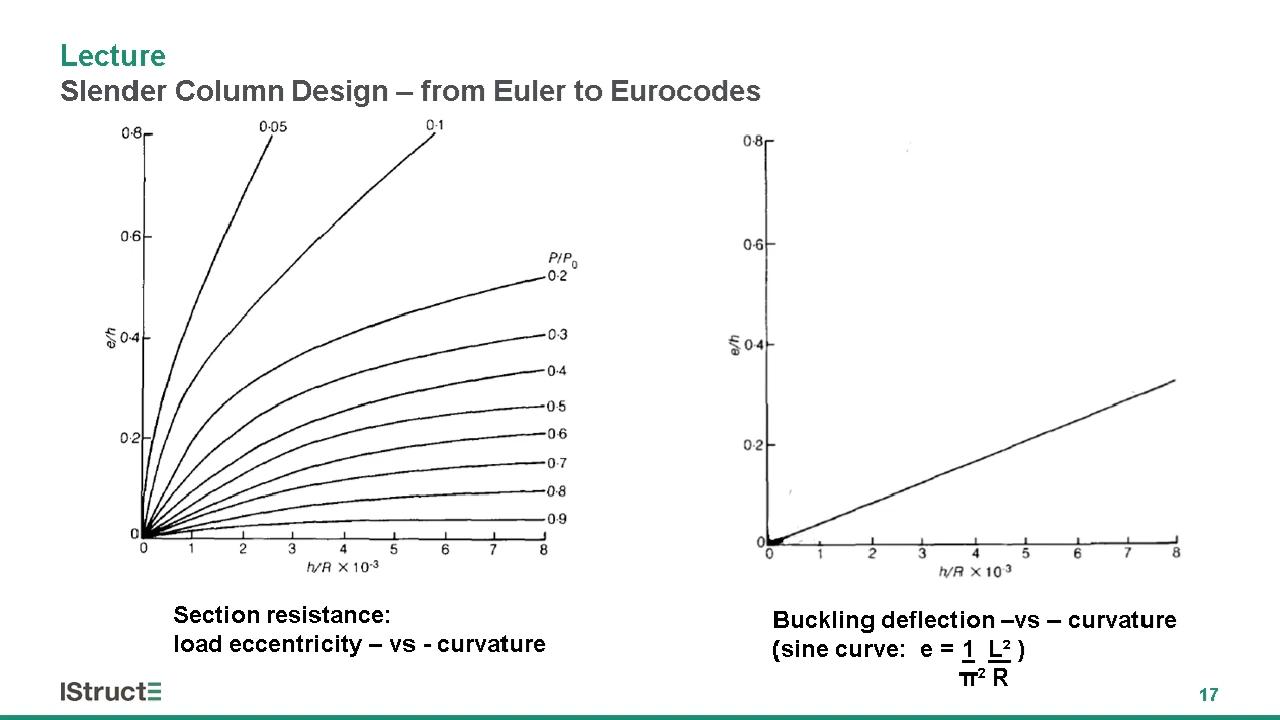 Lecture
Slender Column Design – from Euler to Eurocodes
0·8
0·6
0·4
0·2
0
e/h
0·05
0·1
P/P₀
0·2
0·3
0·4
0·5
0·6
0·7
0·8
0·9
0 1 2 3 4 5 6 7 8
h/R × 10⁻³
0·8
0·6
0·4
0·2
0
e/h
0 1 2 3 4 5 6 7 8
h/R × 10⁻³
Section resistance:
load eccentricity – vs - curvature
Buckling deflection –vs – curvature
(sine curve: e = 1 L² )
π² R
IStructE
17